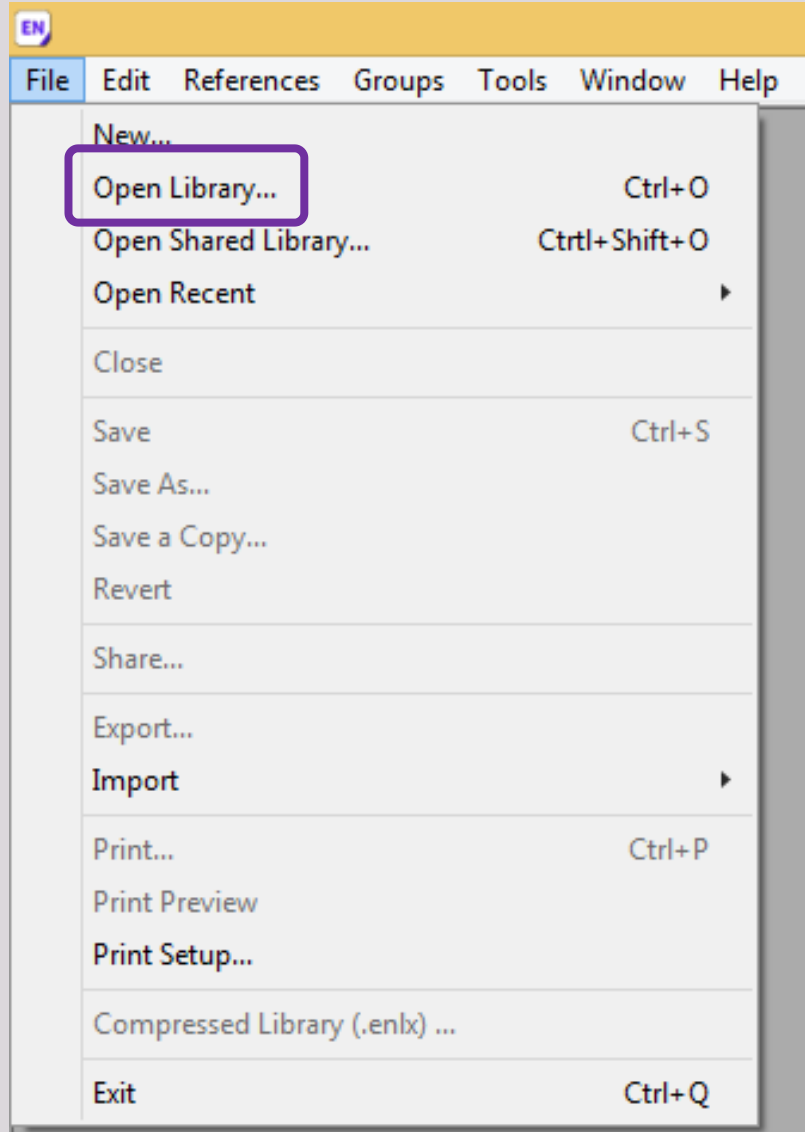 EN
File Edit References Groups Tools Window Help
New...
Open Library... Ctrl+O
Open Shared Library... Ctrtl+Shift+O
Open Recent
Close
Save Ctrl+S
Save As...
Save a Copy...
Revert
Share...
Export...
Import
Print... Ctrl+P
Print Preview
Print Setup...
Compressed Library (.enlx) ...
Exit Ctrl+Q